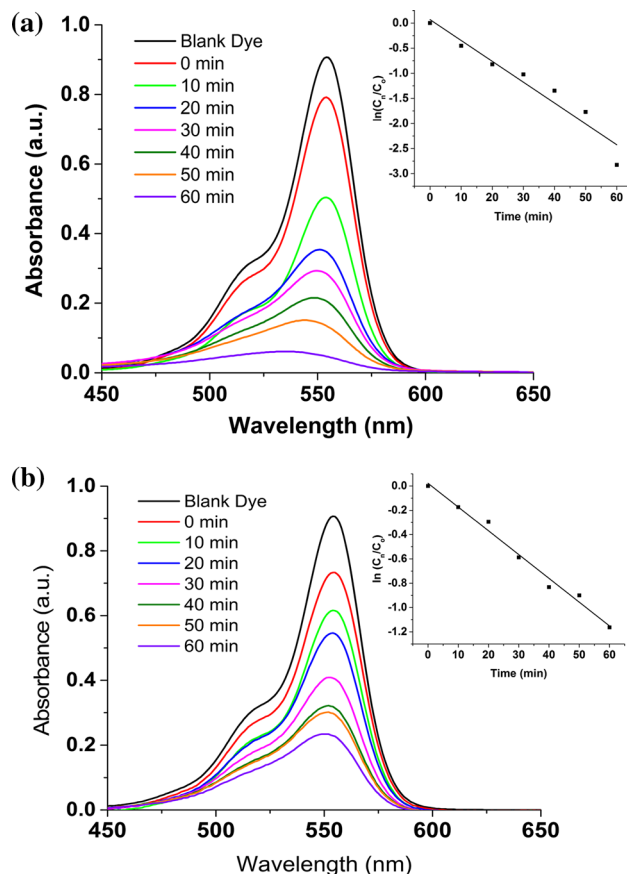 (a)
Blank Dye
0 min
10 min
20 min
30 min
40 min
50 min
60 min
1.0
0.8
0.6
0.4
0.2
0.0
Absorbance (a.u.)
450 500 550 600 650
Wavelength (nm)
0.0
-0.5
-1.0
-1.5
-2.0
-2.5
-3.0
ln(Cn/Co)
0 10 20 30 40 50 60
Time (min)
(b)
Blank Dye
0 min
10 min
20 min
30 min
40 min
50 min
60 min
1.0
0.8
0.6
0.4
0.2
0.0
Absorbance (a.u.)
450 500 550 600 650
Wavelength (nm)
0.0
-0.2
-0.4
-0.6
-0.8
-1.0
-1.2
ln (Cn/Co)
0 10 20 30 40 50 60
Time (min)